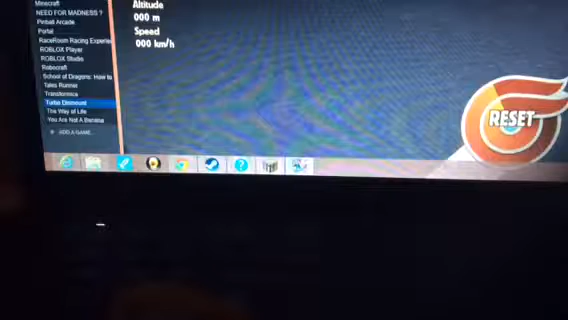 Minecraft
NEED FOR MADNESS ?
Pinball Arcade
Portal
RaceRoom Racing Experien
ROBLOX Player
ROBLOX Studio
Robocraft
School of Dragons: How to
Tales Runner
Transformice
Turbo Dismount
The Way of Life
You Are Not A Banana
+ ADD A GAME...
Altitude
000 m
Speed
000 km/h
RESET